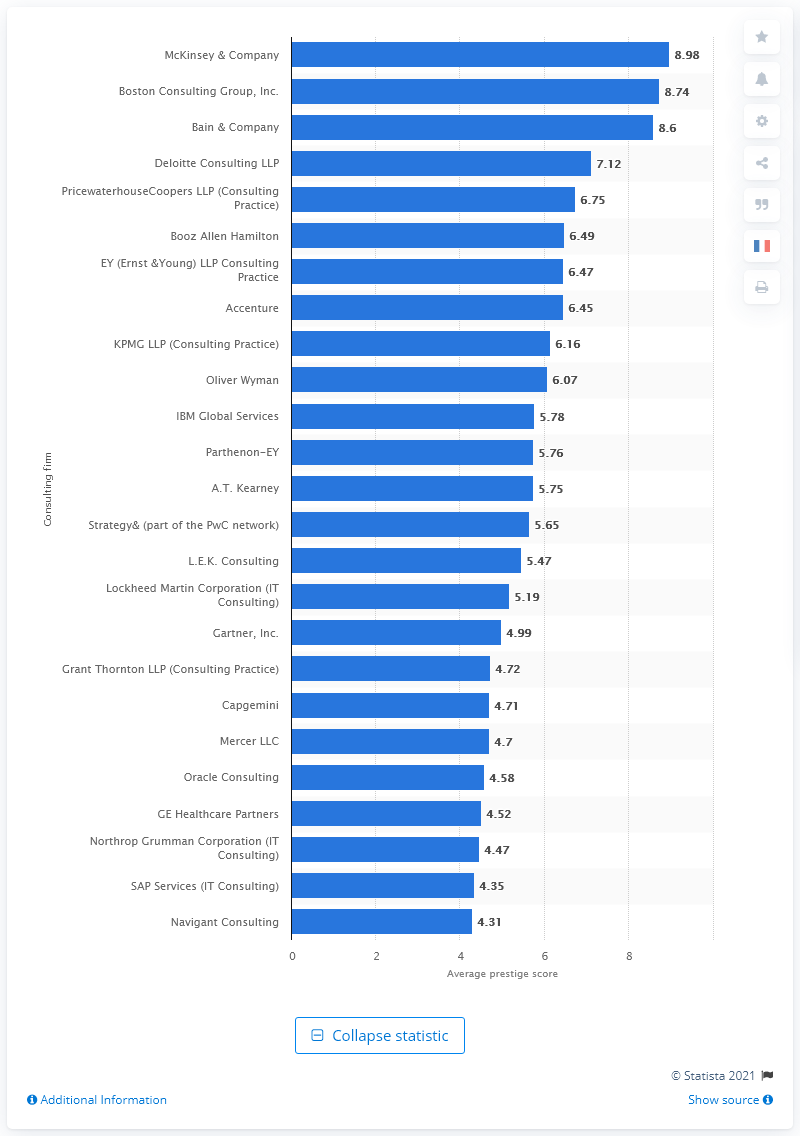 McKinsey & Company 8.98
Boston Consulting Group, Inc. 8.74
Bain & Company 8.6
Deloitte Consulting LLP 7.12
PricewaterhouseCoopers LLP (Consulting
Practice) 6.75
Booz Allen Hamilton 6.49
EY (Ernst &Young) LLP Consulting
Practice 6.47
Accenture 6.45
KPMG LLP (Consulting Practice) 6.16
Oliver Wyman 6.07
IBM Global Services 5.78
Parthenon-EY 5.76
A.T. Kearney 5.75
Strategy& (part of the PwC network) 5.65
L.E.K. Consulting 5.47
Lockheed Martin Corporation (IT
Consulting) 5.19
Gartner, Inc. 4.99
Grant Thornton LLP (Consulting Practice) 4.72
Capgemini 4.71
Mercer LLC 4.7
Oracle Consulting 4.58
GE Healthcare Partners 4.52
Northrop Grumman Corporation (IT
Consulting) 4.47
SAP Services (IT Consulting) 4.35
Navigant Consulting 4.31
Consulting firm
0 2 4 6 8
Average prestige score
Collapse statistic
© Statista 2021
Additional Information
Show source